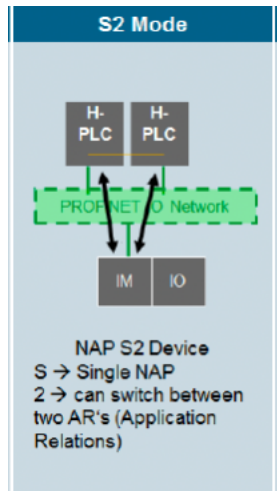 S2 Mode
H-
PLC
H-
PLC
PROFINET IO Network
IM
IO
NAP S2 Device
S → Single NAP
2 → can switch between
two AR's (Application
Relations)